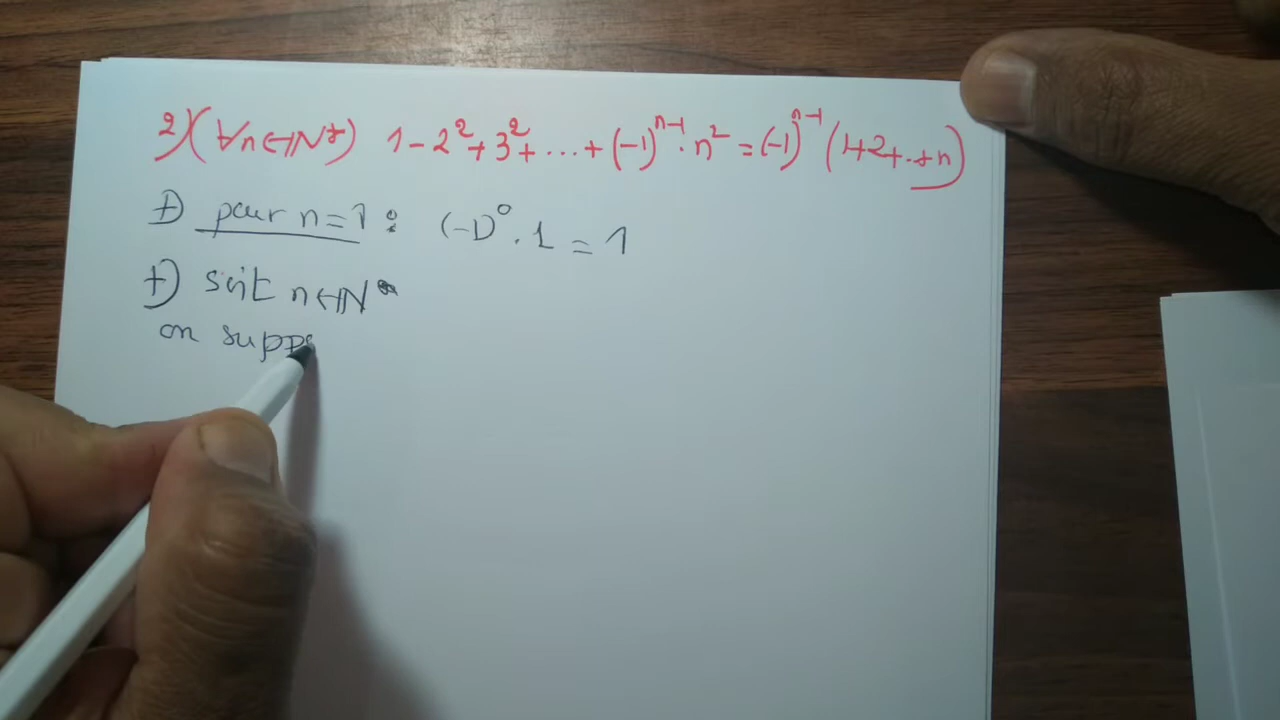 2) (∀n∈ℕ*) 1 - 2² + 3² + ... + (-1)ⁿ⁻¹ . n² = (-1)ⁿ⁻¹ (1+2+..+n)
+) pour n=1 : (-1)⁰ . 1 = 1
+) soit n∈ℕ*
on suppo